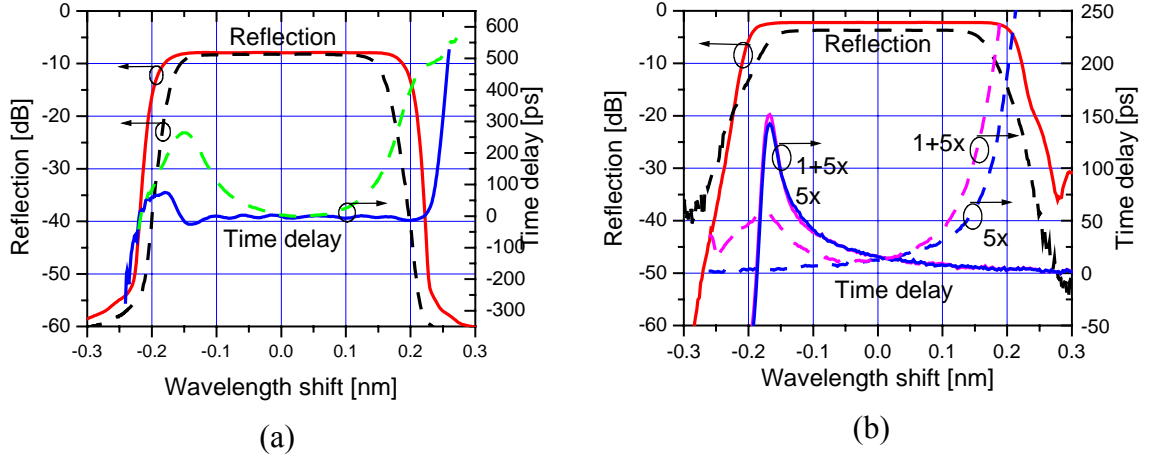 0
-10
-20
-30
-40
-50
-60
Reflection [dB]
-0.3 -0.2 -0.1 0.0 0.1 0.2 0.3
Wavelength shift [nm]
600
500
400
300
200
100
0
-100
-200
-300
Time delay [ps]
Reflection
Time delay
(a)
0
-10
-20
-30
-40
-50
-60
Reflection [dB]
-0.3 -0.2 -0.1 0.0 0.1 0.2 0.3
Wavelength shift [nm]
250
200
150
100
50
0
-50
Time delay [ps]
Reflection
1+5x
1+5x
5x
5x
Time delay
(b)